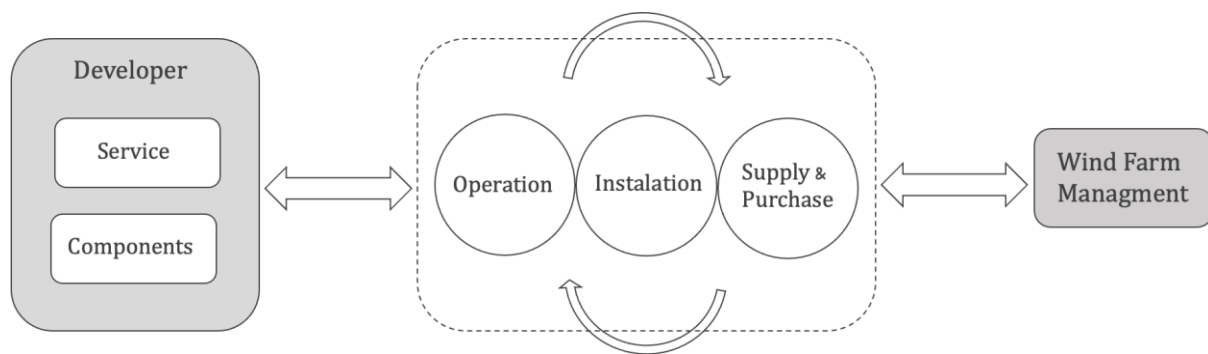 Developer
Service
Components
Operation
Instalation
Supply &
Purchase
Wind Farm
Managment